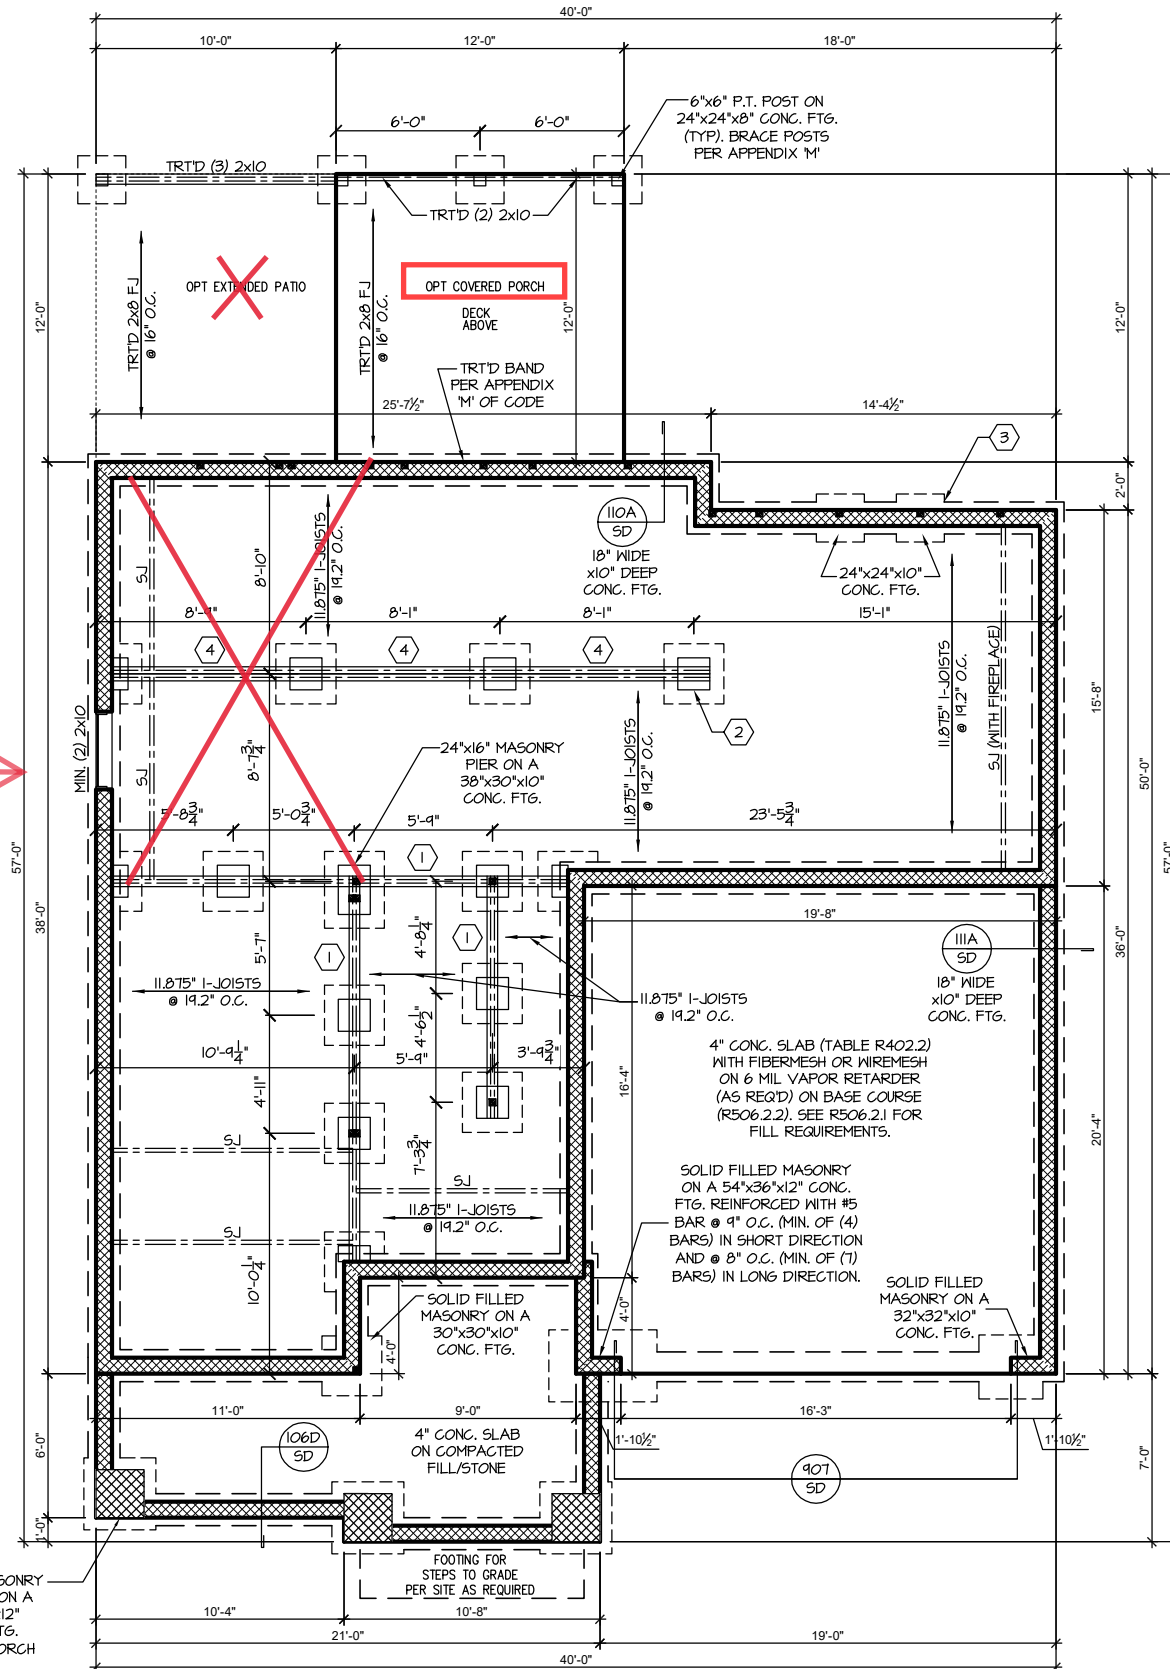 40'-0"
10'-0"
12'-0"
18'-0"
6"x6" P.T. POST ON
24"x24"x8" CONC. FTG.
(TYP). BRACE POSTS
PER APPENDIX 'M'
6'-0"
6'-0"
TRT'D (3) 2x10
TRT'D (2) 2x10
OPT EXTENDED PATIO
OPT COVERED PORCH
DECK
ABOVE
TRT'D 2x8 FJ
@ 16" O.C.
TRT'D 2x8 FJ
@ 16" O.C.
12'-0"
12'-0"
12'-0"
TRT'D BAND
PER APPENDIX
'M' OF CODE
25'-7½"
14'-4½"
3
2'-0"
110A
SD
18" WIDE
x10" DEEP
CONC. FTG.
24"x24"x10"
CONC. FTG.
SJ
8'-10"
11.875" I-JOISTS
@ 19.2" O.C.
8'-9"
8'-1"
8'-1"
15'-1"
4
4
4
2
11.875" I-JOISTS
@ 19.2" O.C.
SJ (WITH FIREPLACE)
15'-8"
MIN. (2) 2x10
SJ
8'-7¾"
24"x16" MASONRY
PIER ON A
38"x30"x10"
CONC. FTG.
11.875" I-JOISTS
@ 19.2" O.C.
50'-0"
57'-0"
57'-0"
5'-8¾"
5'-0¾"
5'-9"
23'-5¾"
1
38'-0"
19'-8"
36'-0"
5'-7"
1
4'-8¼"
1
111A
SD
18" WIDE
x10" DEEP
CONC. FTG.
11.875" I-JOISTS
@ 19.2" O.C.
11.875" I-JOISTS
@ 19.2" O.C.
4'-6½"
10'-9¼"
5'-9"
3'-9¾"
4'-11"
16'-4"
4" CONC. SLAB (TABLE R402.2)
WITH FIBERMESH OR WIREMESH
ON 6 MIL VAPOR RETARDER
(AS REQ'D) ON BASE COURSE
(R506.2.2). SEE R506.2.1 FOR
FILL REQUIREMENTS.
20'-4"
SJ
7'-3¾"
SJ
11.875" I-JOISTS
@ 19.2" O.C.
SJ
SOLID FILLED MASONRY
ON A 54"x36"x12" CONC.
FTG. REINFORCED WITH #5
BAR @ 9" O.C. (MIN. OF (4)
BARS) IN SHORT DIRECTION
AND @ 8" O.C. (MIN. OF (7)
BARS) IN LONG DIRECTION.
10'-0¼"
SOLID FILLED
MASONRY ON A
30"x30"x10"
CONC. FTG.
4'-0"
4'-0"
SOLID FILLED
MASONRY ON A
32"x32"x10"
CONC. FTG.
11'-0"
9'-0"
16'-3"
1'-10½"
1'-10½"
6'-0"
106D
SD
4" CONC. SLAB
ON COMPACTED
FILL/STONE
907
SD
7'-0"
1'-0"
FOOTING FOR
STEPS TO GRADE
PER SITE AS REQUIRED
SONRY
ON A
x12"
TG.
ORCH
10'-4"
10'-8"
21'-0"
19'-0"
40'-0"